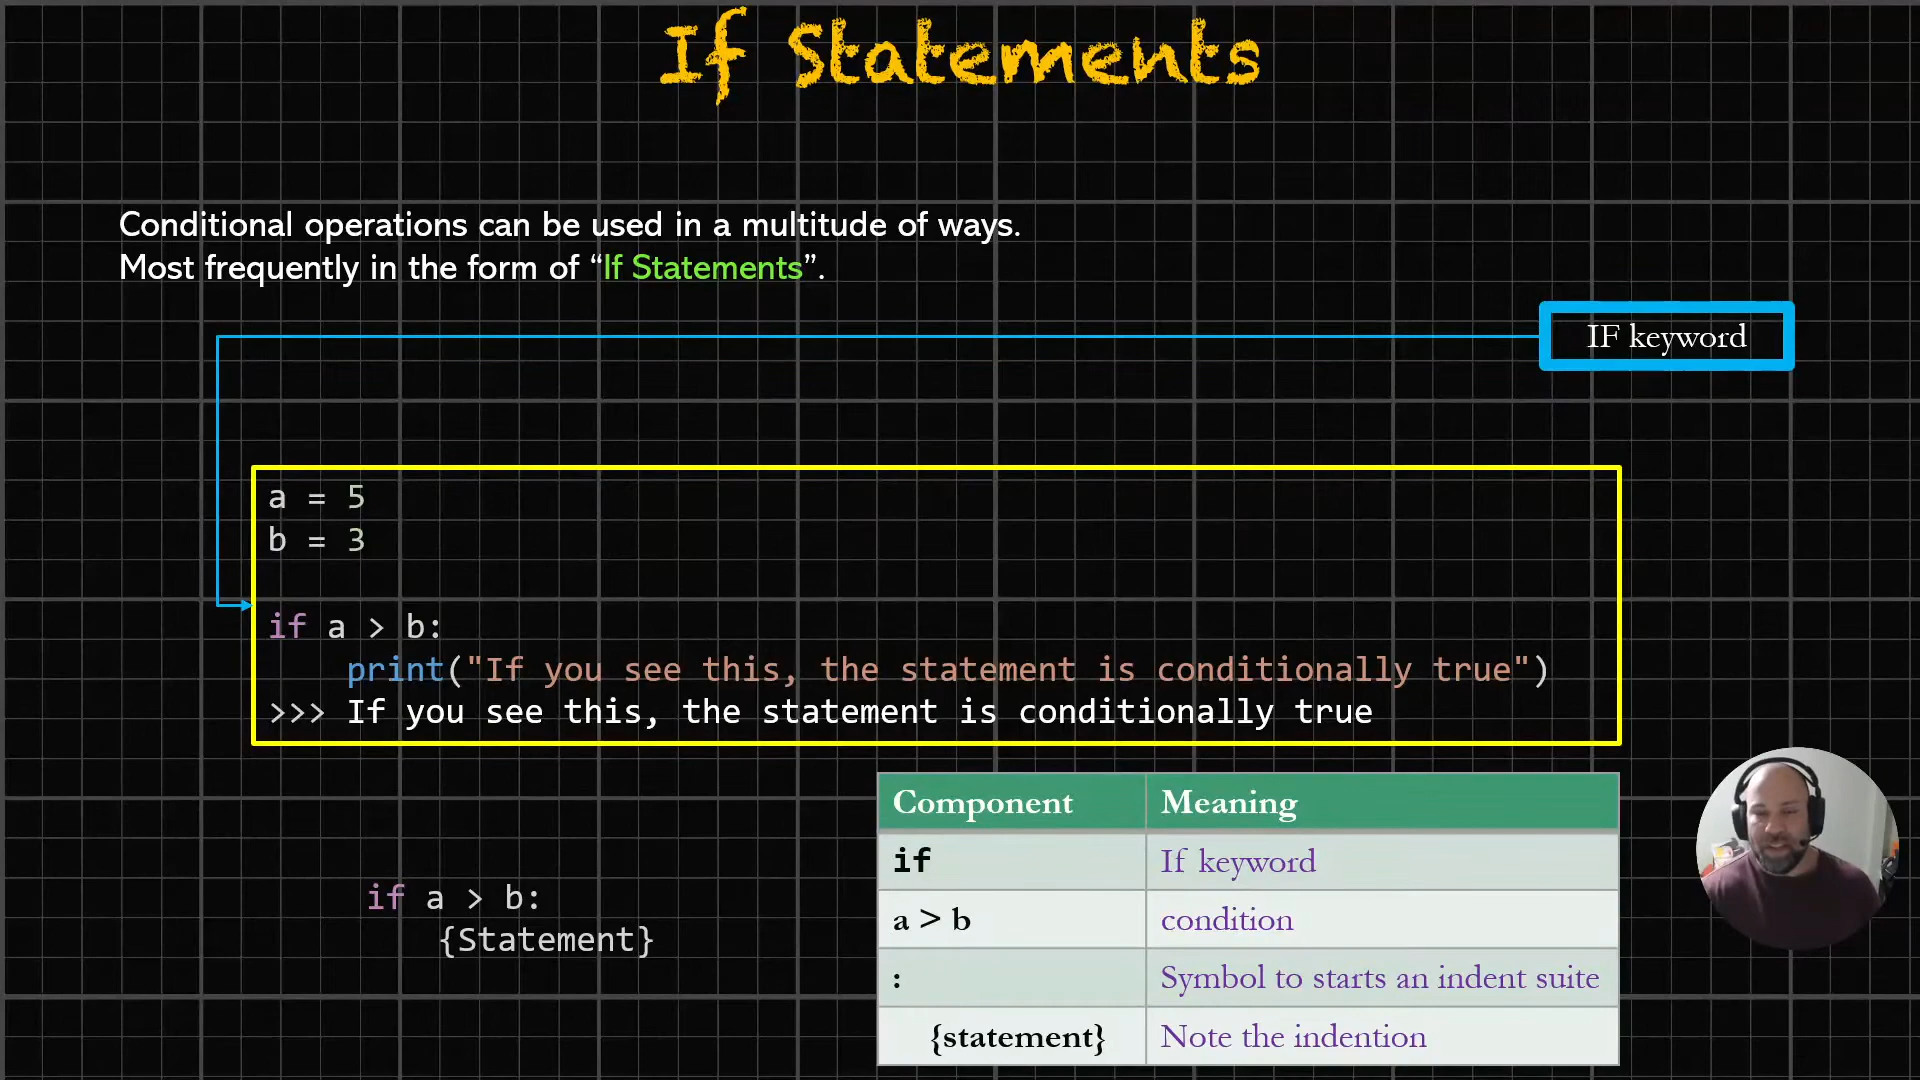 If Statements
Conditional operations can be used in a multitude of ways.
Most frequently in the form of “If Statements”.
IF keyword
a = 5
b = 3
if a > b:
    print("If you see this, the statement is conditionally true")
>>> If you see this, the statement is conditionally true
if a > b:
    {Statement}
Component Meaning
if If keyword
a > b condition
: Symbol to starts an indent suite
{statement} Note the indention